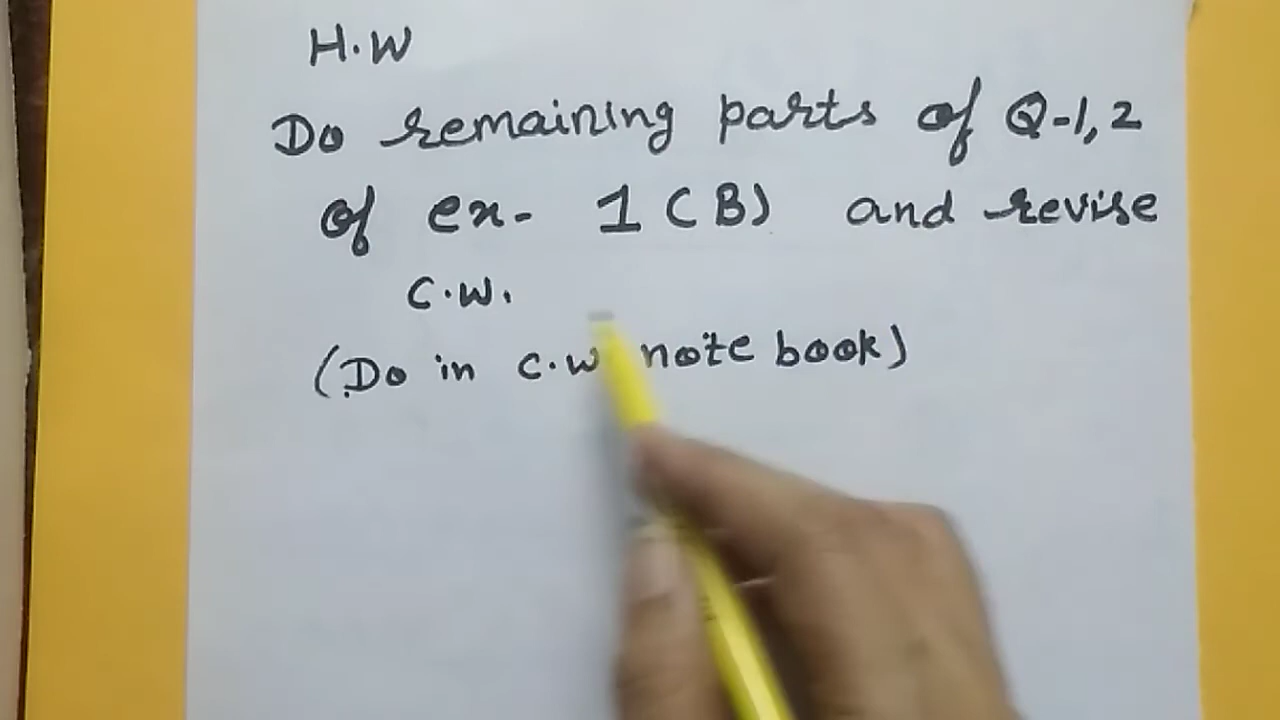 H.W
Do remaining parts of Q-1,2
of ex- 1(B) and revise
C.W.
(Do in C.W note book)